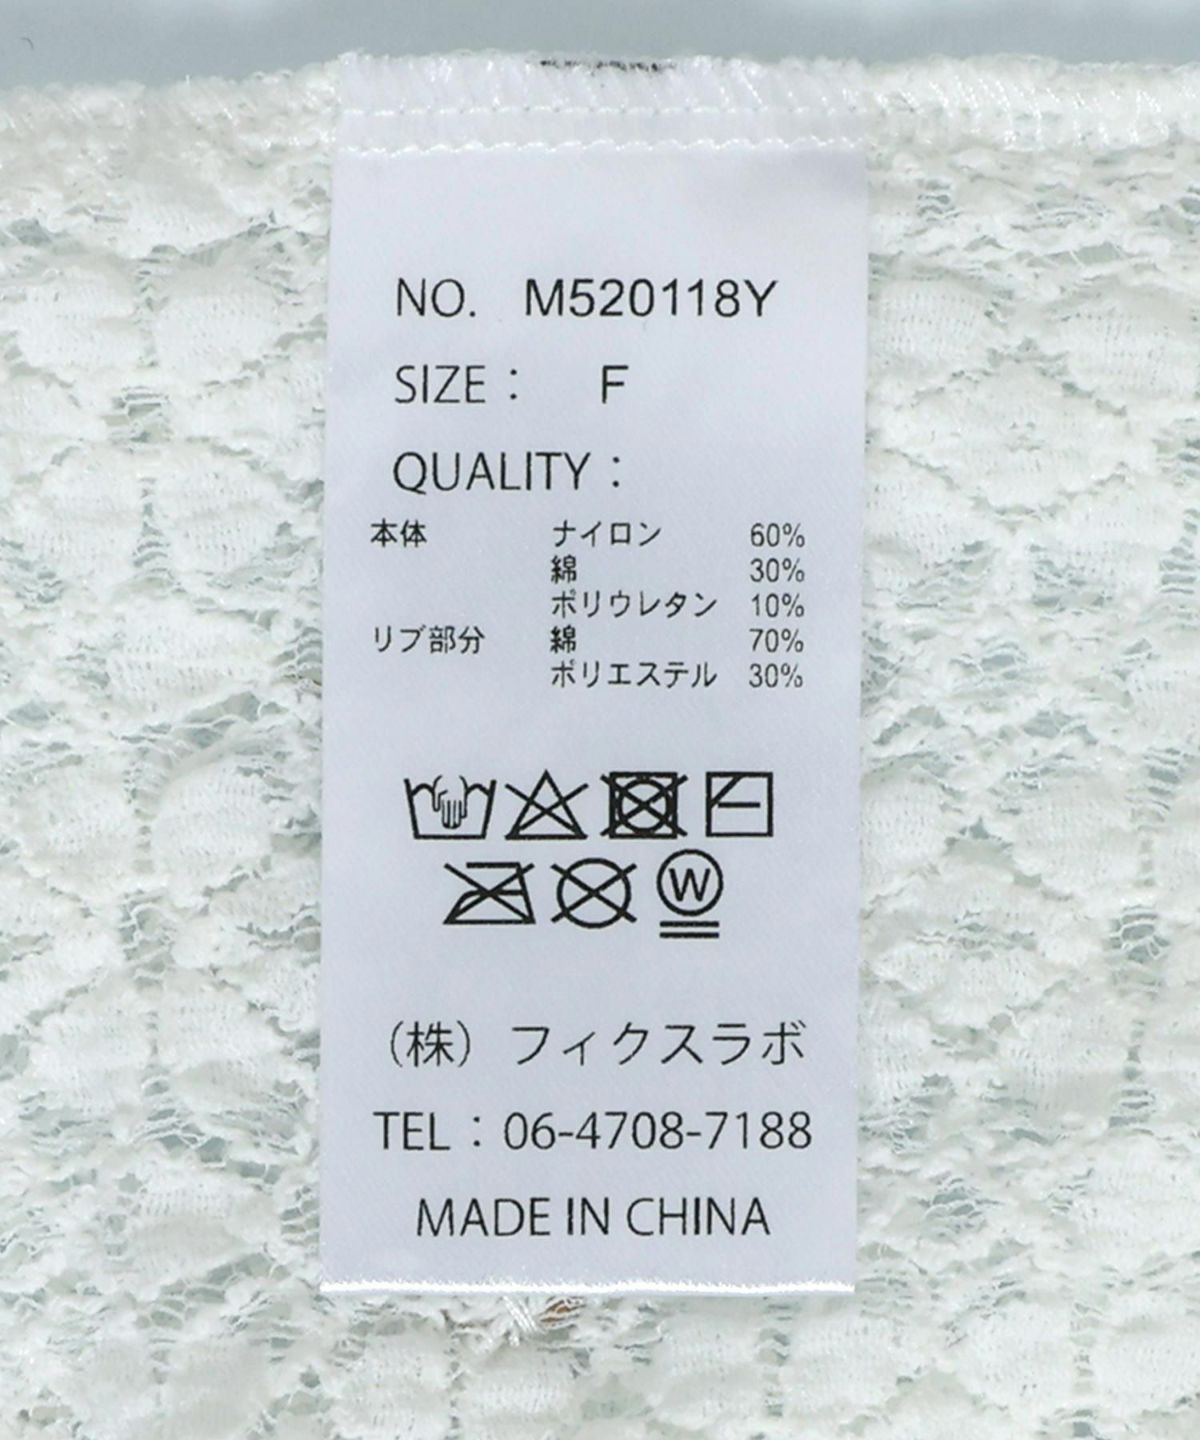 NO. M520118Y
SIZE： F
QUALITY：
本体 ナイロン 60%
綿 30%
ポリウレタン 10%
リブ部分 綿 70%
ポリエステル 30%
W
（株）フィクスラボ
TEL：06-4708-7188
MADE IN CHINA